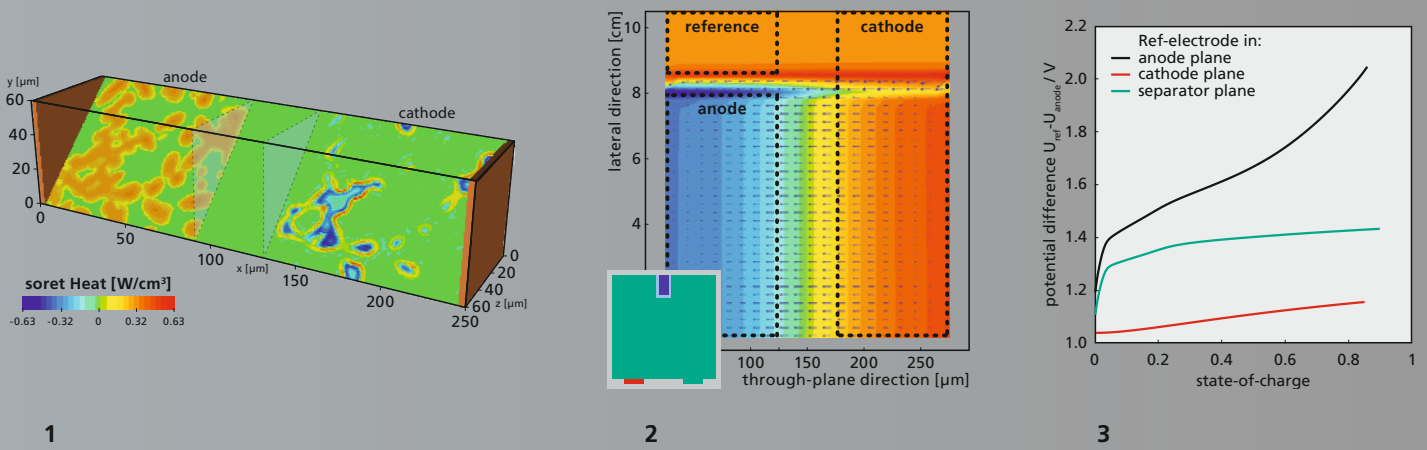 anode
cathode
y [µm]
60
40
20
0
0
50
100
x [µm]
150
200
250
0
20
40
60 z [µm]
soret Heat [W/cm³]
-0.63 -0.32 0 0.32 0.63
1
lateral direction [cm]
10
8
6
4
reference
cathode
anode
100 150 200 250
through-plane direction [µm]
2
potential difference U ref -U anode / V
2.2
2.0
1.8
1.6
1.4
1.2
1.0
Ref-electrode in:
anode plane
cathode plane
separator plane
0 0.2 0.4 0.6 0.8 1
state-of-charge
3